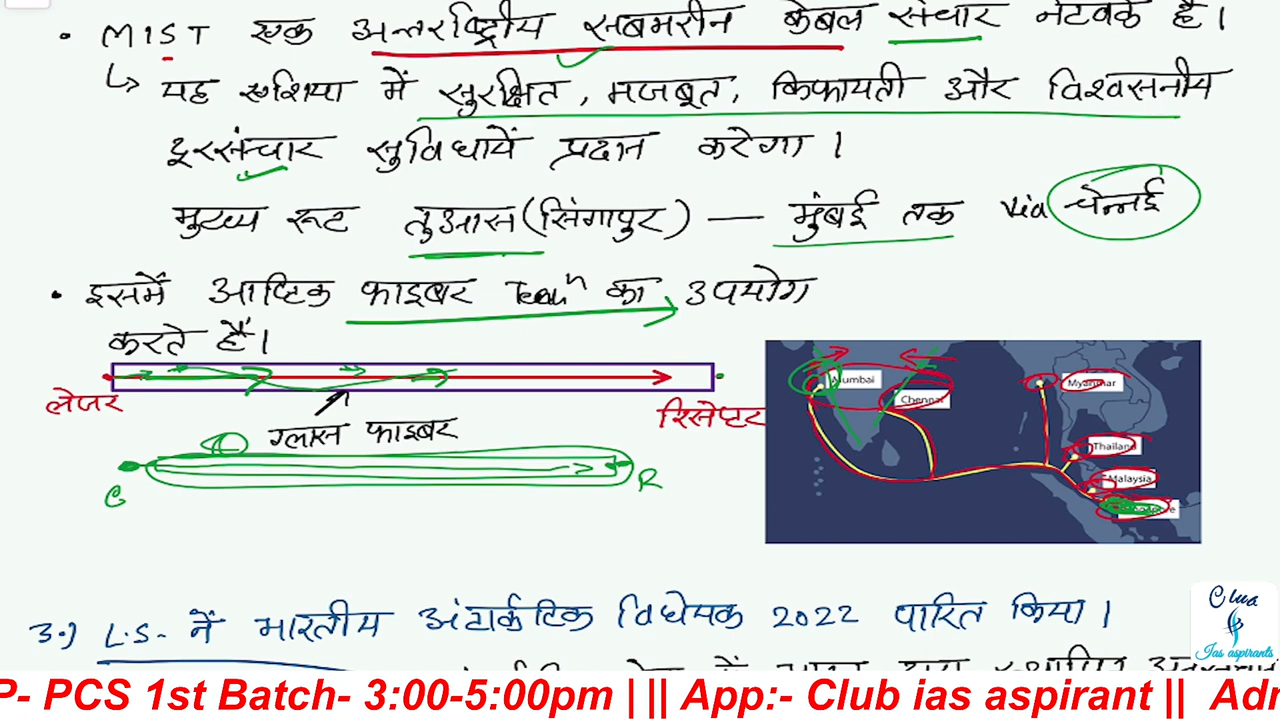 • MIST एक अन्तर्राष्ट्रीय सबमरीन केबल संचार नेटवर्क है।
↳ यह एशिया में सुरक्षित, मजबूत, किफायती और विश्वसनीय
दूरसंचार सुविधायें प्रदान करेगा।
मुख्य रूट तुआस (सिंगापुर) — मुंबई तक via चेन्नई
• इसमें आप्टिक फाइबर Techⁿ का उपयोग
करते हैं।
लेजर
रिसेप्टर
ग्लास फाइबर
R
Mumbai
Chennai
Myanmar
Thailand
Malaysia
3.) L.S. में भारतीय अंटार्कटिक विधेयक 2022 पारित किया।
Clua
Ias aspirants
P- PCS 1st Batch- 3:00-5:00pm | || App:- Club ias aspirant || Adr